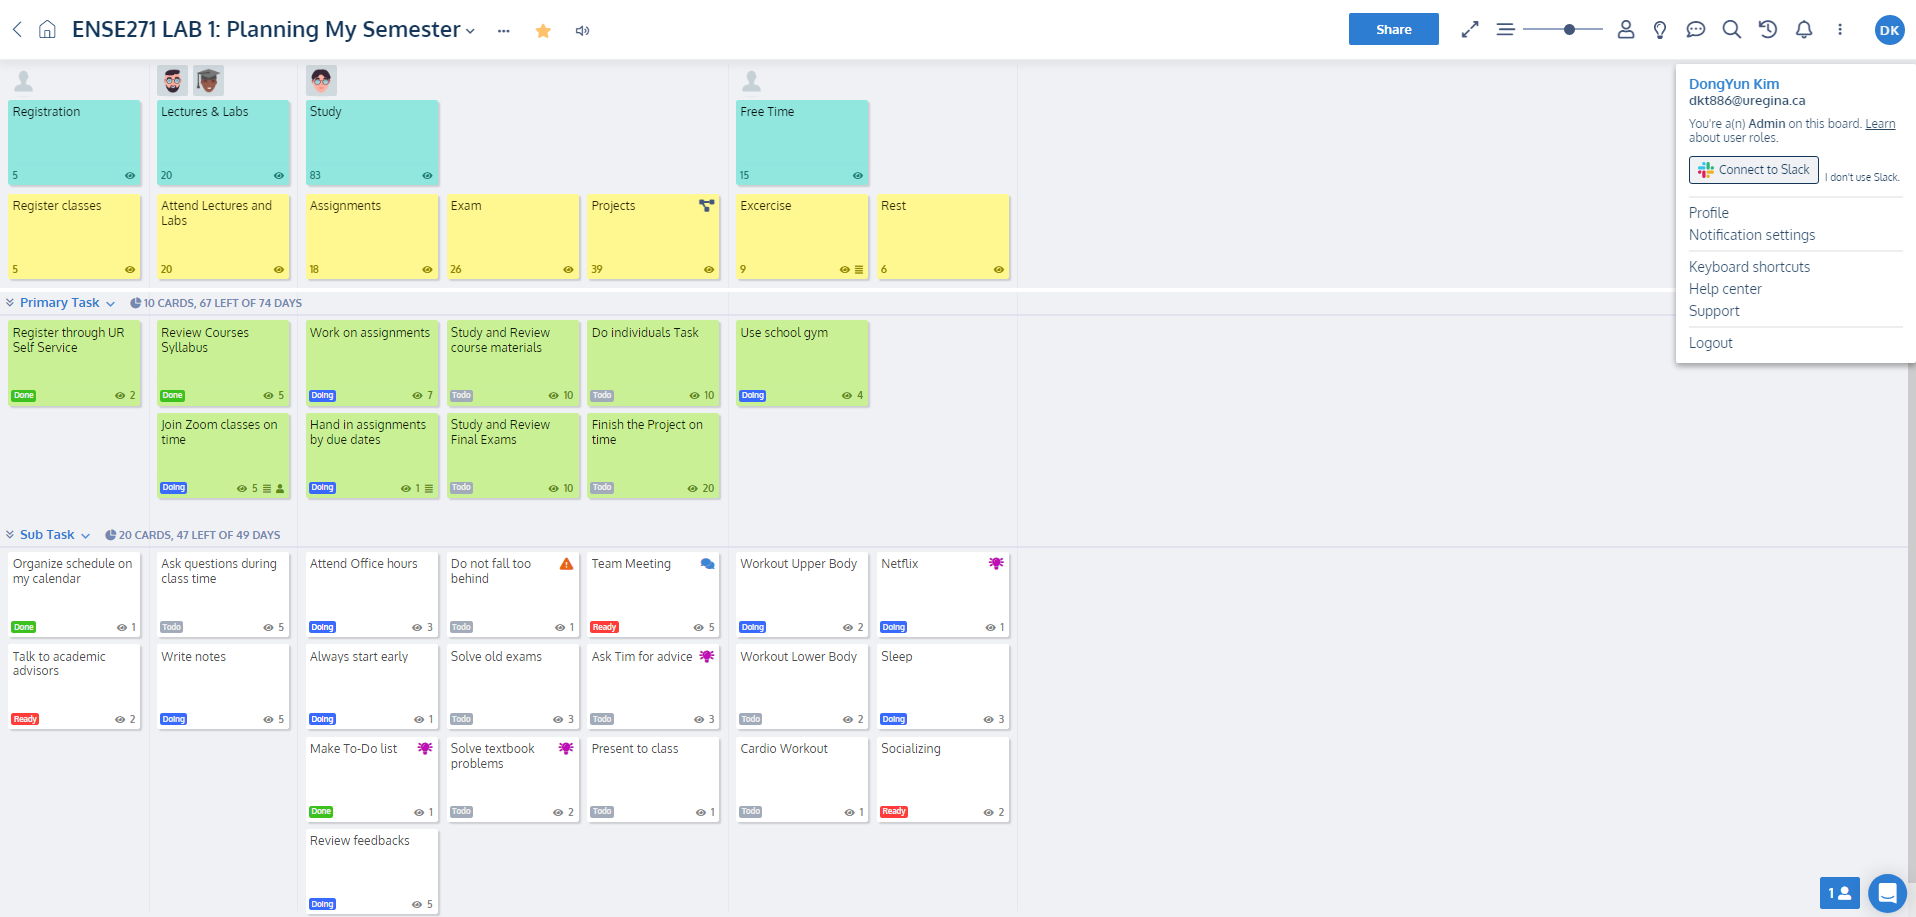 ENSE271 LAB 1: Planning My Semester
Share
DK
DongYun Kim
dkt886@uregina.ca
You're a(n) Admin on this board. Learn
about user roles.
Connect to Slack
I don't use Slack.
Profile
Notification settings
Keyboard shortcuts
Help center
Support
Logout
Registration
5
Lectures & Labs
20
Study
83
Free Time
15
Register classes
5
Attend Lectures and
Labs
20
Assignments
18
Exam
26
Projects
39
Excercise
9
Rest
6
Primary Task
10 CARDS, 67 LEFT OF 74 DAYS
Register through UR
Self Service
Done
2
Review Courses
Syllabus
Done
5
Work on assignments
Doing
7
Study and Review
course materials
Todo
10
Do individuals Task
Todo
10
Use school gym
Doing
4
Join Zoom classes on
time
Doing
5
Hand in assignments
by due dates
Doing
1
Study and Review
Final Exams
Todo
10
Finish the Project on
time
Todo
20
Sub Task
20 CARDS, 47 LEFT OF 49 DAYS
Organize schedule on
my calendar
Done
1
Ask questions during
class time
Todo
5
Attend Office hours
Doing
3
Do not fall too
behind
Todo
1
Team Meeting
Ready
5
Workout Upper Body
Doing
2
Netflix
Doing
1
Talk to academic
advisors
Ready
2
Write notes
Doing
5
Always start early
Doing
1
Solve old exams
Todo
3
Ask Tim for advice
Todo
3
Workout Lower Body
Todo
2
Sleep
Doing
3
Make To-Do list
Done
1
Solve textbook
problems
Todo
2
Present to class
Todo
1
Cardio Workout
Todo
1
Socializing
Ready
2
Review feedbacks
Doing
5
1